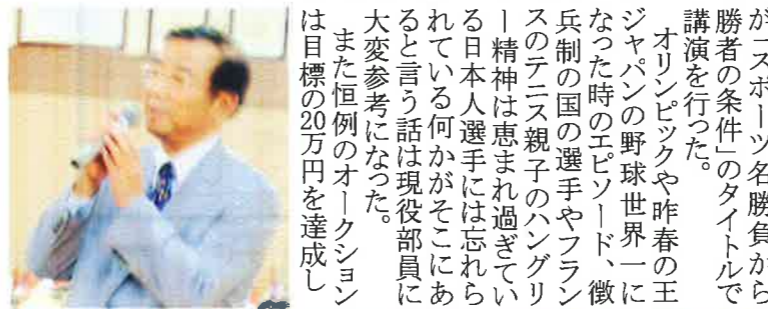 が「スポーツ名勝負から
勝者の条件」のタイトルで
講演を行った。
オリンピックや昨春の王
ジャパンの野球世界一に
なった時のエピソード、徴
兵制の国の選手やフラン
スのテニス親子のハングリ
ー精神は恵まれ過ぎてい
る日本人選手には忘れら
れている何かがそこにあ
ると言う話は現役部員に
大変参考になった。
また恒例のオークション
は目標の20万円を達成し